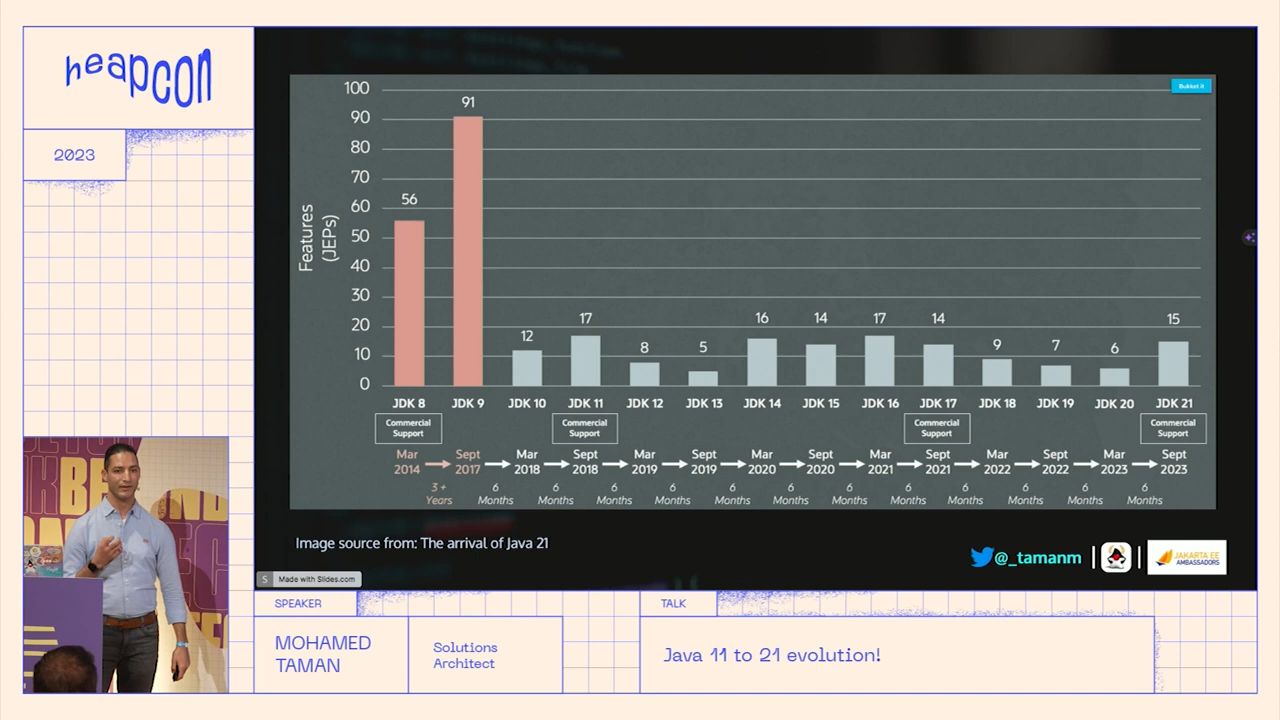 heapcon
2023
Bukket it
Features
(JEPs)
100
90
80
70
60
50
40
30
20
10
0
56
91
12
17
8
5
16
14
17
14
9
7
6
15
JDK 8
JDK 9
JDK 10
JDK 11
JDK 12
JDK 13
JDK 14
JDK 15
JDK 16
JDK 17
JDK 18
JDK 19
JDK 20
JDK 21
Commercial
Support
Commercial
Support
Commercial
Support
Commercial
Support
Mar
2014
Sept
2017
Mar
2018
Sept
2018
Mar
2019
Sept
2019
Mar
2020
Sept
2020
Mar
2021
Sept
2021
Mar
2022
Sept
2022
Mar
2023
Sept
2023
3 +
Years
6
Months
6
Months
6
Months
6
Months
6
Months
6
Months
6
Months
6
Months
6
Months
6
Months
6
Months
6
Months
Image source from: The arrival of Java 21
@_tamanm
JAKARTA EE
AMBASSADORS
S Made with Slides.com
SPEAKER
MOHAMED
TAMAN
Solutions
Architect
TALK
Java 11 to 21 evolution!